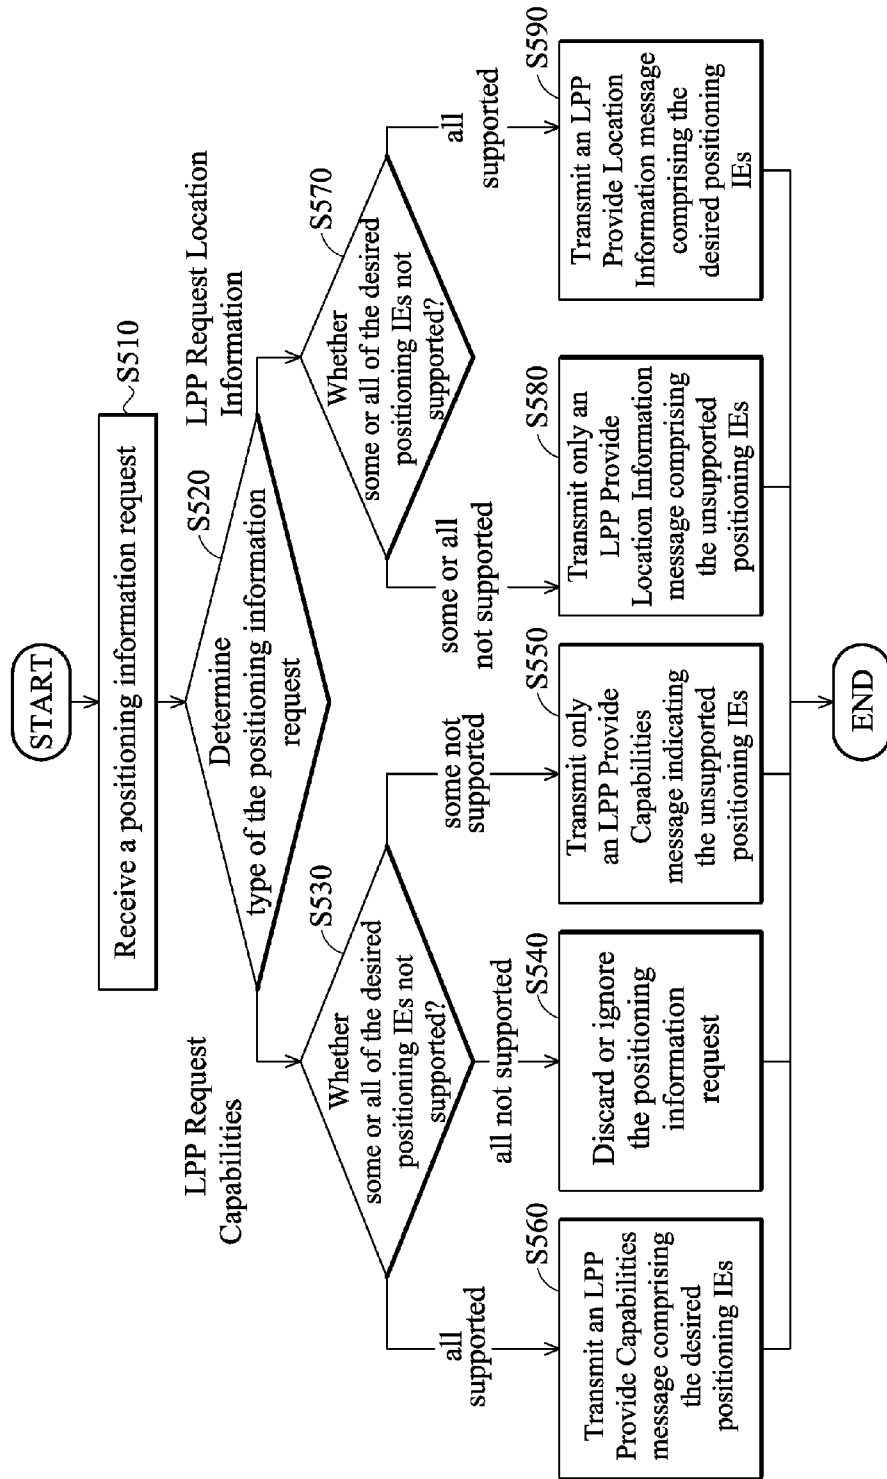 START
Receive a positioning information request
S510
Determine
type of the positioning information
request
S520
LPP Request
Capabilities
LPP Request Location
Information
Whether
some or all of the desired
positioning IEs not
supported?
S530
Whether
some or all of the desired
positioning IEs not
supported?
S570
all
supported
all not supported
some not
supported
some or all
not supported
all
supported
S560
Transmit an LPP
Provide Capabilities
message comprising
the desired
positioning IEs
S540
Discard or ignore
the positioning
information
request
S550
Transmit only
an LPP Provide
Capabilities
message indicating
the unsupported
positioning IEs
S580
Transmit only an
LPP Provide
Location Information
message comprising
the unsupported
positioning IEs
S590
Transmit an LPP
Provide Location
Information message
comprising the
desired positioning
IEs
END